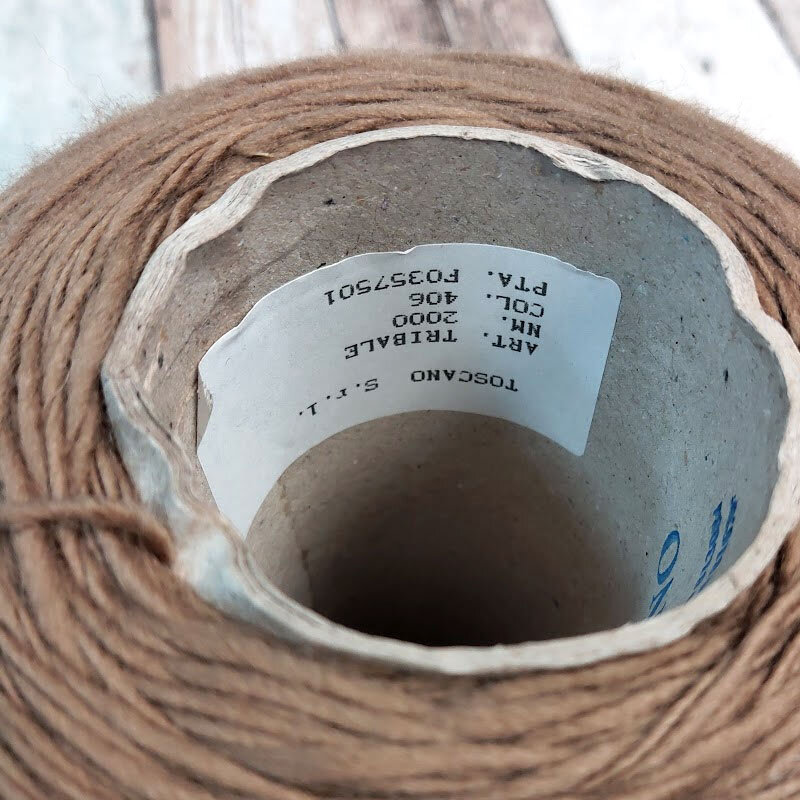 TOSCANO S.r.l.
ART. TRIBALE
NM. 2000
COL. 406
PTA. F0357501